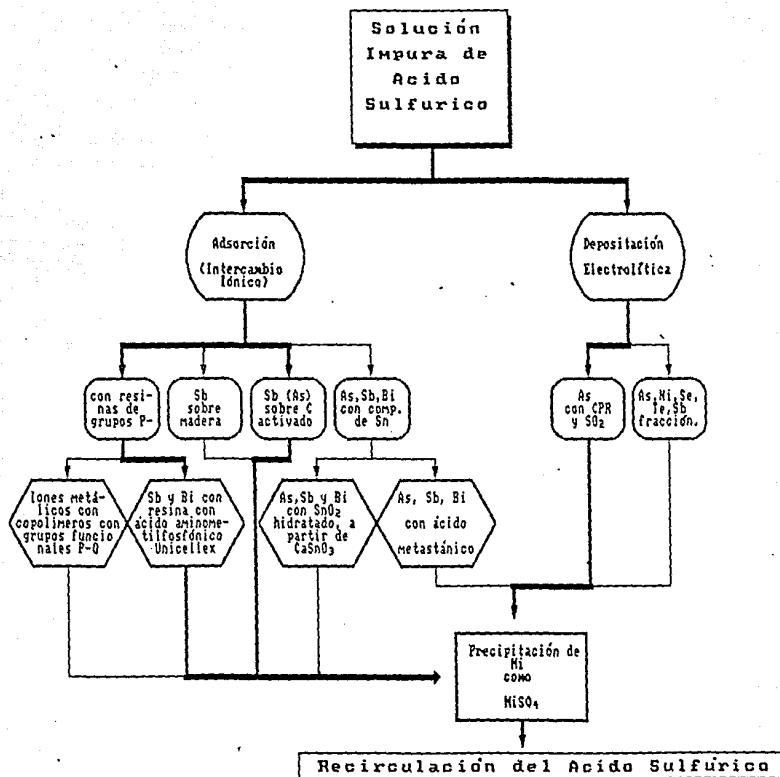 Solución
Impura de
Acido
Sulfurico
Adsorción
(Intercambio
Iónico)
Depositación
Electrolítica
con resi-
nas de
grupos P-
Sb
sobre
madera
Sb (As)
sobre C
activado
As,Sb,Bi
con comp.
de Sn
As
con CPR
y SO₂
As,Ni,Se,
Te,Sb
fracción.
Iones metá-
licos con
copolímeros con
grupos funcio-
nales P-O
Sb y Bi con
resina con
ácido aminome-
tilfosfónico
Unicellex
As,Sb y Bi
con SnO₂
hidratado, a
partir de
CaSnO₃
As, Sb, Bi
con ácido
metastánico
Precipitación de
Ni
como
NiSO₄
Recirculación del Acido Sulfúrico